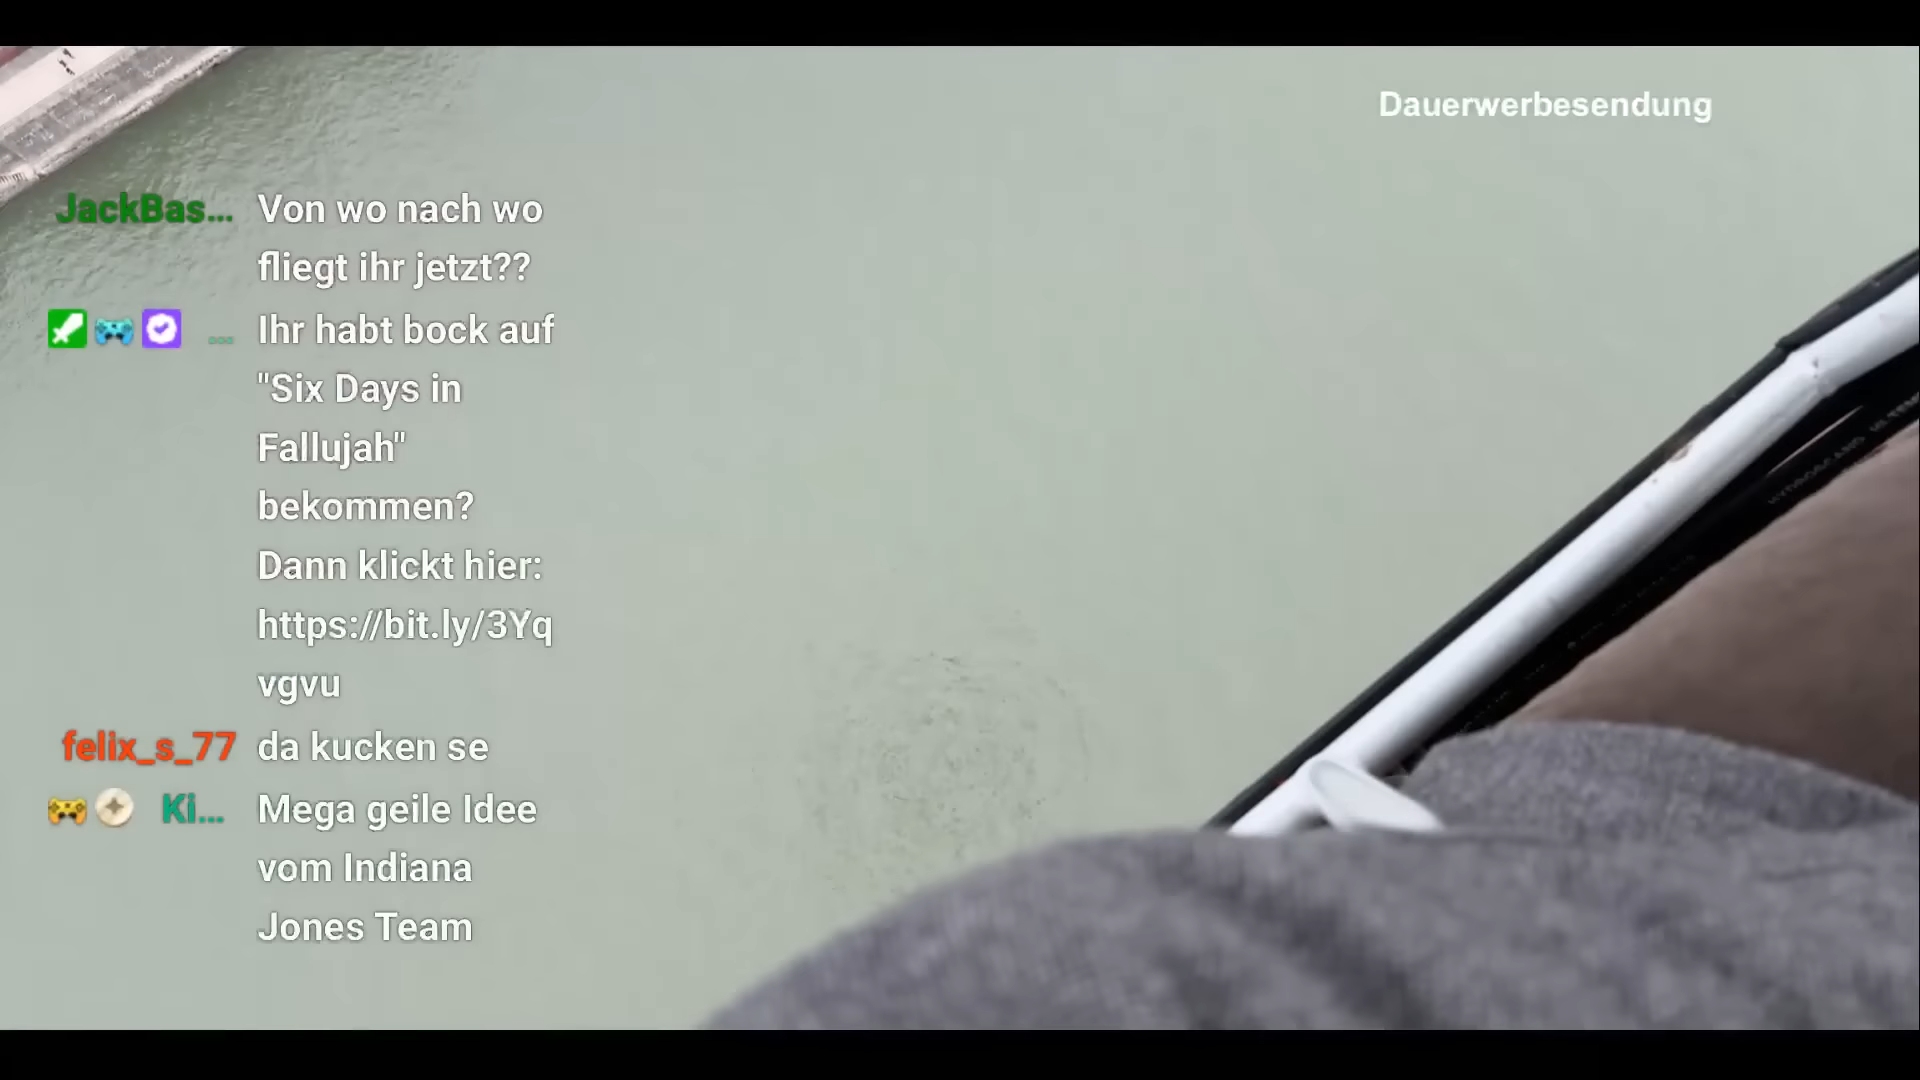 Dauerwerbesendung
JackBas... Von wo nach wo
fliegt ihr jetzt??
... Ihr habt bock auf
"Six Days in
Fallujah"
bekommen?
Dann klickt hier:
https://bit.ly/3Yq
vgvu
felix_s_77 da kucken se
Ki... Mega geile Idee
vom Indiana
Jones Team